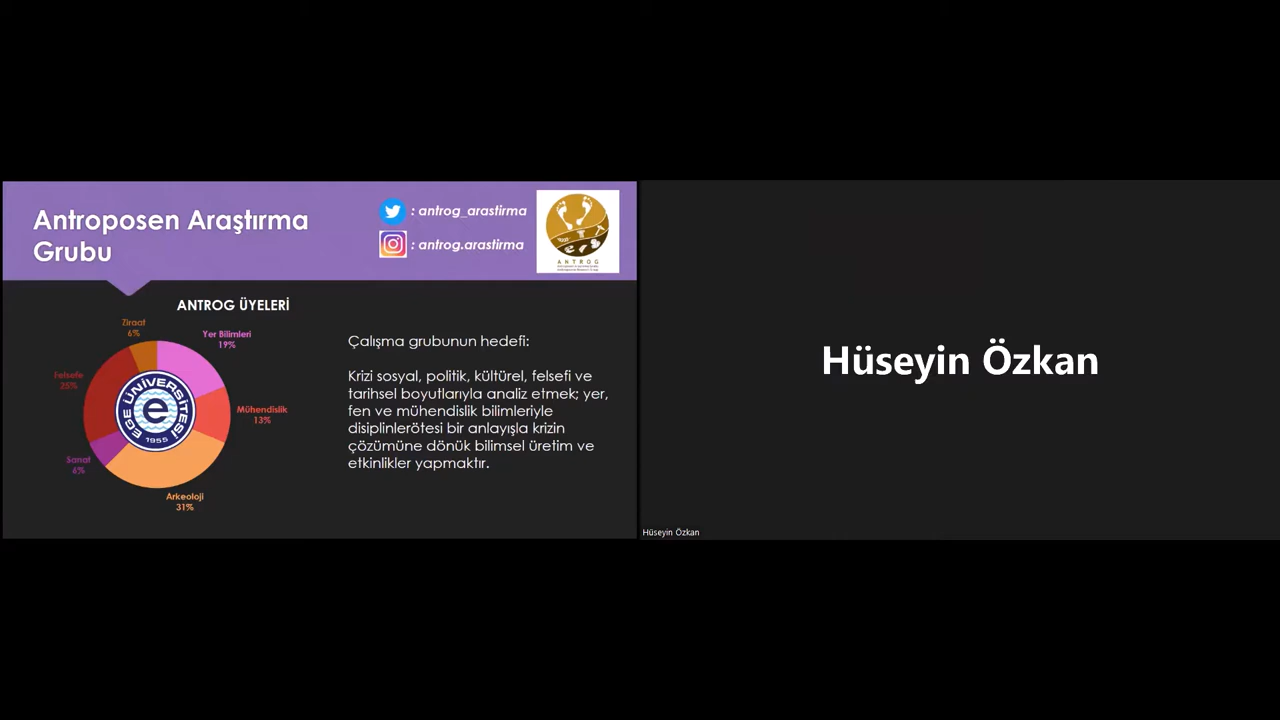 Antroposen Araştırma
Grubu
: antrog_arastirma
: antrog.arastirma
ANTROG
ANTROG ÜYELERİ
Ziraat
6%
Yer Bilimleri
19%
Felsefe
25%
Mühendislik
13%
Sanat
6%
Arkeoloji
31%
EGE ÜNİVERSİTESİ
e
1955
Çalışma grubunun hedefi:
Krizi sosyal, politik, kültürel, felsefi ve
tarihsel boyutlarıyla analiz etmek; yer,
fen ve mühendislik bilimleriyle
disiplinlerötesi bir anlayışla krizin
çözümüne dönük bilimsel üretim ve
etkinlikler yapmaktır.
Hüseyin Özkan
Hüseyin Özkan